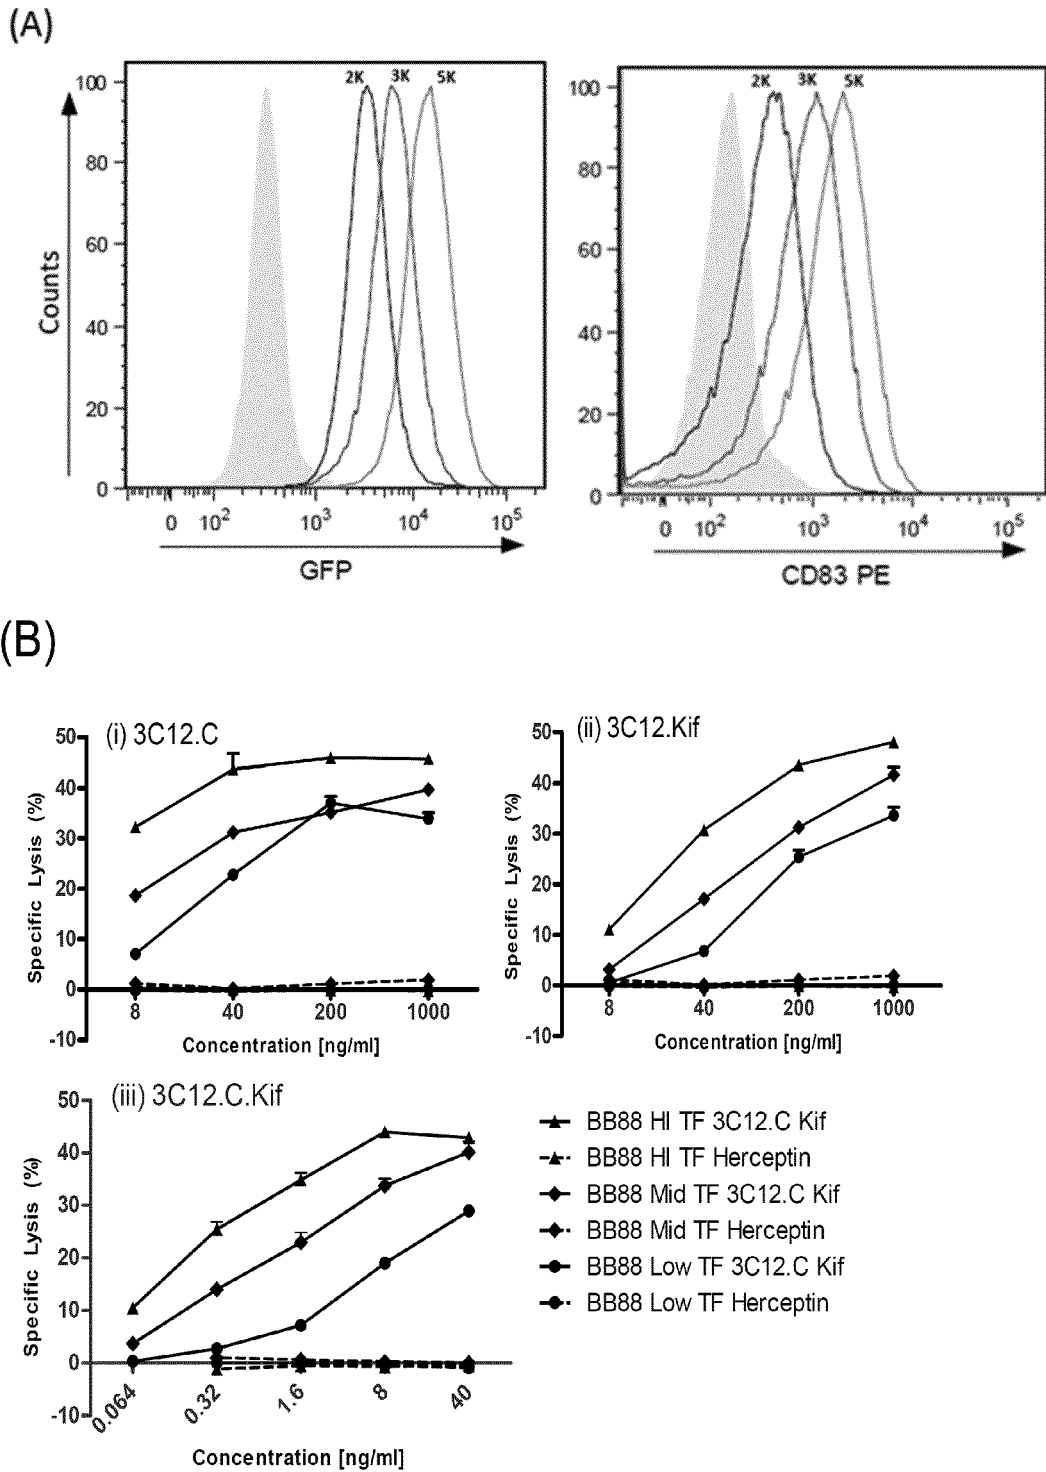 (A)
100
80
60
40
20
0
Counts
2K 3K 5K
0 10² 10³ 10⁴ 10⁵
GFP
100
80
60
40
20
0
2K 3K 5K
0 10² 10³ 10⁴ 10⁵
CD83 PE
(B)
(i) 3C12.C
50
40
30
20
10
0
-10
Specific Lysis (%)
8 40 200 1000
Concentration [ng/ml]
(ii) 3C12.Kif
50
40
30
20
10
0
-10
Specific Lysis (%)
8 40 200 1000
Concentration [ng/ml]
(iii) 3C12.C.Kif
50
40
30
20
10
0
-10
Specific Lysis (%)
0.064 0.32 1.6 8 40
Concentration [ng/ml]
BB88 HI TF 3C12.C Kif
BB88 HI TF Herceptin
BB88 Mid TF 3C12.C Kif
BB88 Mid TF Herceptin
BB88 Low TF 3C12.C Kif
BB88 Low TF Herceptin